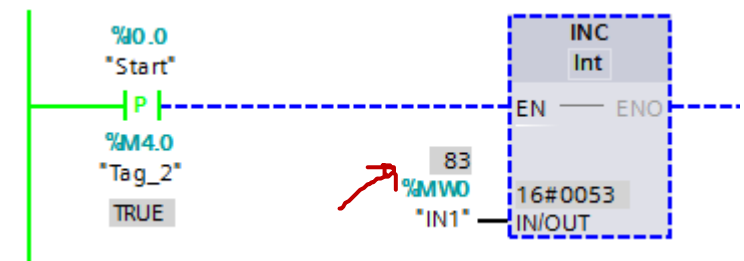 %I0.0
"Start"
P
%M4.0
"Tag_2"
TRUE
INC
Int
EN
ENO
83
%MW0
"IN1"
16#0053
IN/OUT